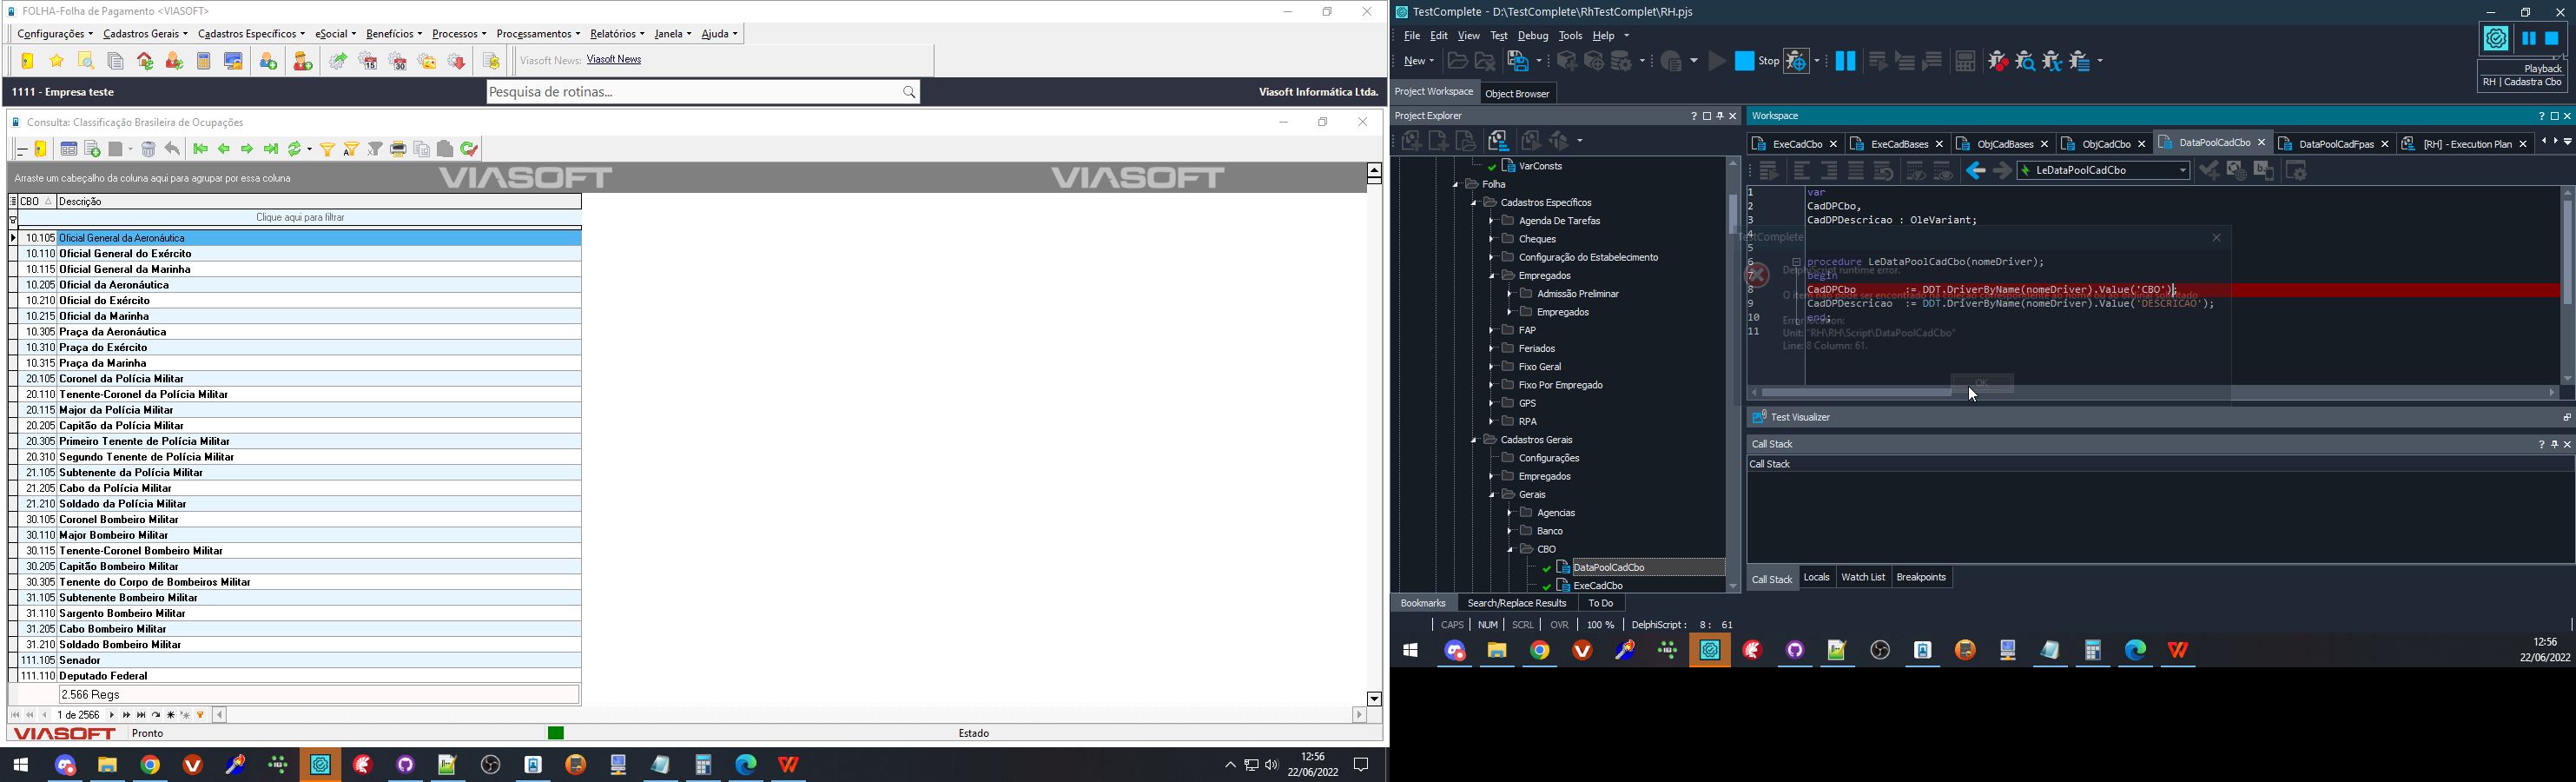 FOLHA-Folha de Pagamento <VIASOFT>
Configurações Cadastros Gerais Cadastros Específicos eSocial Benefícios Processos Processamentos Relatórios Janela Ajuda
15 30 Viasoft News: Viasoft News
1111 - Empresa teste Pesquisa de rotinas... Viasoft Informática Ltda.
Consulta: Classificação Brasileira de Ocupações
Arraste um cabeçalho da coluna aqui para agrupar por essa coluna VIASOFT VIASOFT
CBO Descrição
Clique aqui para filtrar
10.105 Oficial General da Aeronáutica
10.110 Oficial General do Exército
10.115 Oficial General da Marinha
10.205 Oficial da Aeronáutica
10.210 Oficial do Exército
10.215 Oficial da Marinha
10.305 Praça da Aeronáutica
10.310 Praça do Exército
10.315 Praça da Marinha
20.105 Coronel da Polícia Militar
20.110 Tenente-Coronel da Polícia Militar
20.115 Major da Polícia Militar
20.205 Capitão da Polícia Militar
20.305 Primeiro Tenente de Polícia Militar
20.310 Segundo Tenente de Polícia Militar
21.105 Subtenente da Policia Militar
21.205 Cabo da Polícia Militar
21.210 Soldado da Polícia Militar
30.105 Coronel Bombeiro Militar
30.110 Major Bombeiro Militar
30.115 Tenente-Coronel Bombeiro Militar
30.205 Capitão Bombeiro Militar
30.305 Tenente do Corpo de Bombeiros Militar
31.105 Subtenente Bombeiro Militar
31.110 Sargento Bombeiro Militar
31.205 Cabo Bombeiro Militar
31.210 Soldado Bombeiro Militar
111.105 Senador
111.110 Deputado Federal
2.566 Regs
1 de 2566
VIASOFT Pronto Estado
12:56
22/06/2022
TestComplete - D:\TestComplete\RhTestComplet\RH.pjs
File Edit View Test Debug Tools Help
New Stop
Playback
RH | Cadastra Cbo
Project Workspace Object Browser
Project Explorer
VarConsts
Folha
Cadastros Específicos
Agenda De Tarefas
Cheques
Configuração do Estabelecimento
Empregados
Admissão Preliminar
Empregados
FAP
Feriados
Fixo Geral
Fixo Por Empregado
GPS
RPA
Cadastros Gerais
Configurações
Empregados
Gerais
Agencias
Banco
CBO
DataPoolCadCbo
ExeCadCbo
Bookmarks Search/Replace Results To Do
Workspace
ExeCadCbo ExeCadBases ObjCadBases ObjCadCbo DataPoolCadCbo DataPoolCadFpas [RH] - Execution Plan
LeDataPoolCadCbo
1 var
2 CadDPCbo,
3 CadDPDescricao : OleVariant;
4
5
6 procedure LeDataPoolCadCbo(nomeDriver);
7 begin
8 CadDPCbo := DDT.DriverByName(nomeDriver).Value('CBO');
9 CadDPDescricao := DDT.DriverByName(nomeDriver).Value('DESCRICAO');
10 end;
11
TestComplete
DelphiScript runtime error.
O item não pode ser encontrado na coleção correspondente ao nome ou ao ordinal solicitado.
Error location:
Unit: "RH\RH\Script\DataPoolCadCbo"
Line: 8 Column: 61.
OK
Test Visualizer
Call Stack
Call Stack
Call Stack Locals Watch List Breakpoints
CAPS NUM SCRL OVR 100 % DelphiScript : 8 : 61
12:56
22/06/2022